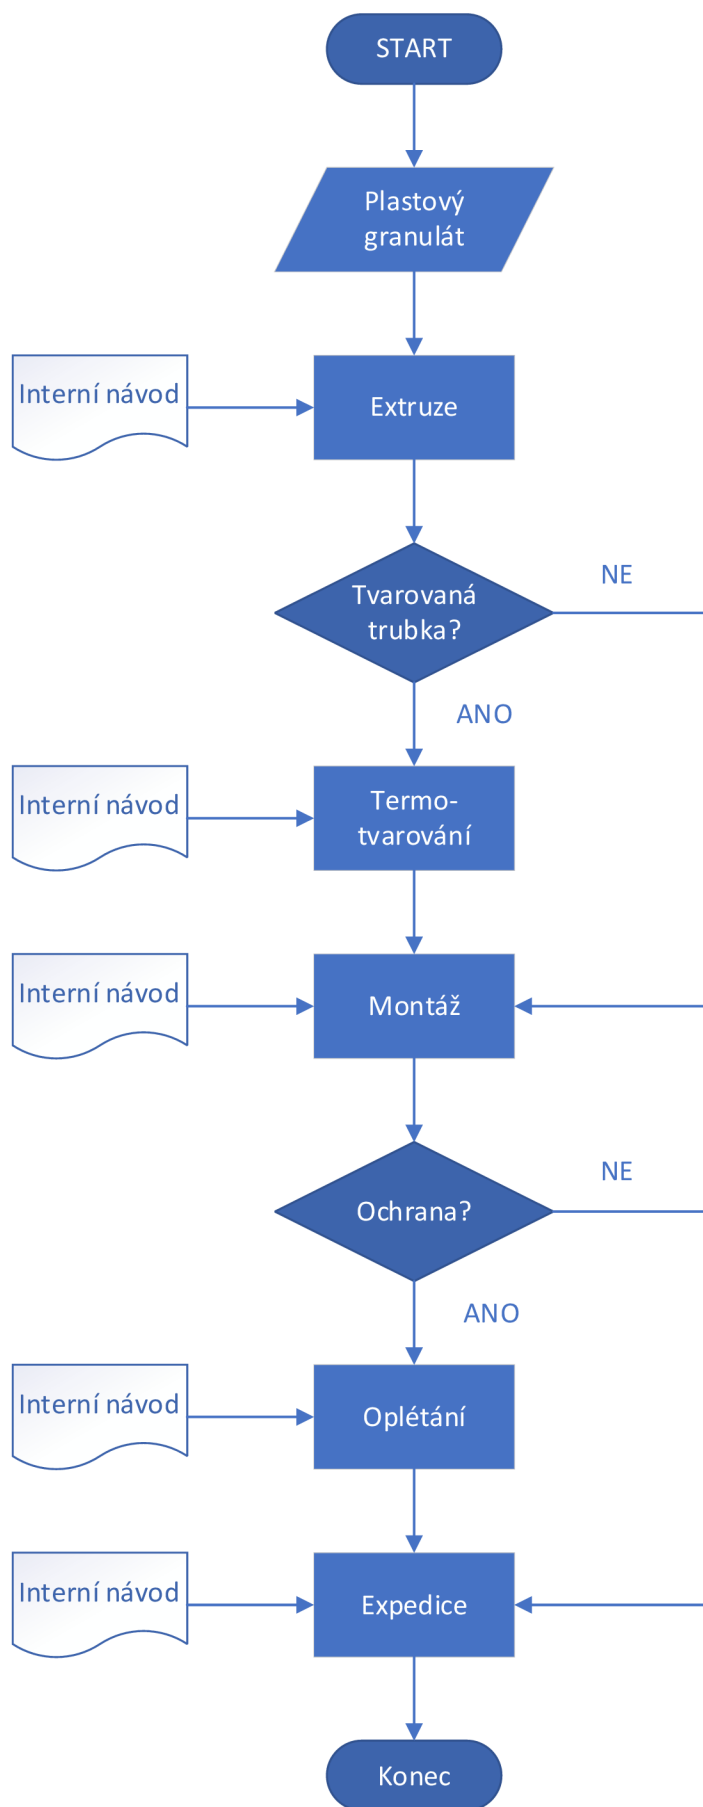 START
Plastový
granulát
Interní návod
Extruze
Tvarovaná
trubka?
NE
ANO
Interní návod
Termo-
tvarování
Interní návod
Montáž
Ochrana?
NE
ANO
Interní návod
Oplétání
Interní návod
Expedice
Konec